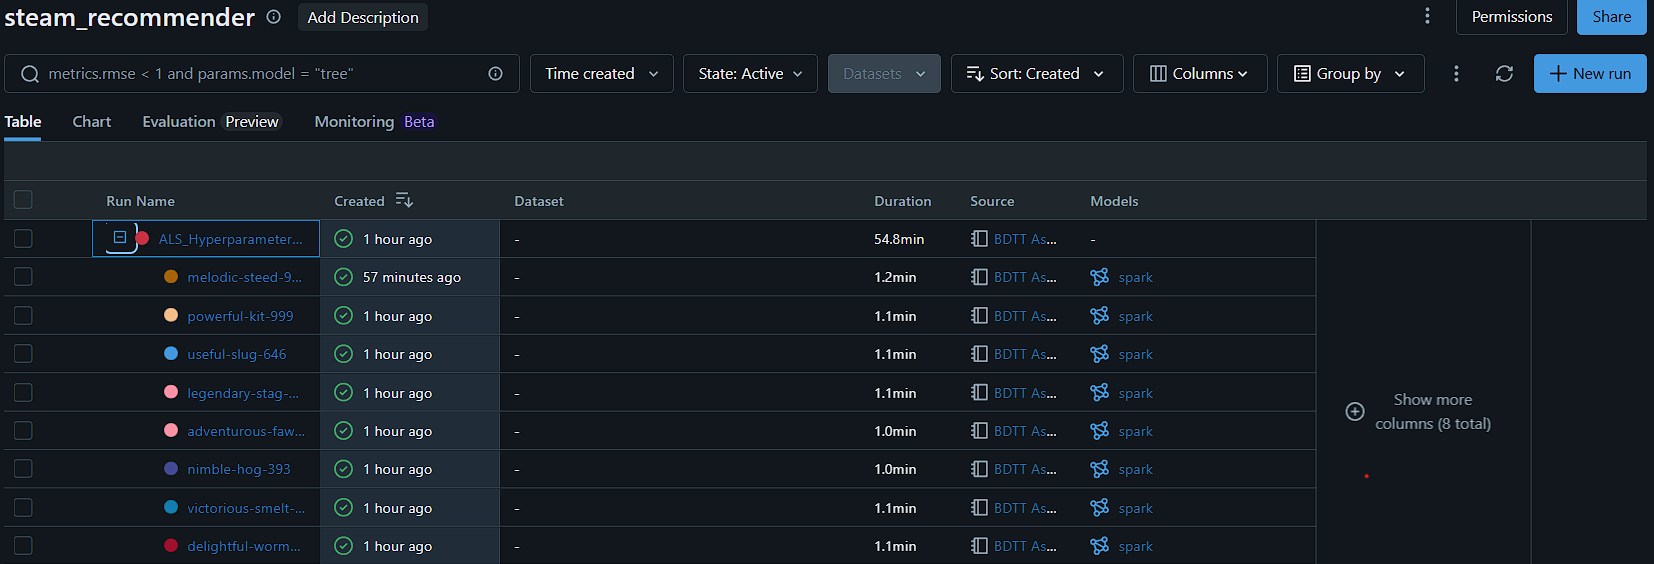 steam_recommender Add Description Permissions Share
metrics.rmse < 1 and params.model = "tree" Time created State: Active Datasets Sort: Created Columns Group by New run
Table Chart Evaluation Preview Monitoring Beta
Run Name Created Dataset Duration Source Models
ALS_Hyperparameter... 1 hour ago - 54.8min BDTT As... -
melodic-steed-9... 57 minutes ago - 1.2min BDTT As... spark
powerful-kit-999 1 hour ago - 1.1min BDTT As... spark
useful-slug-646 1 hour ago - 1.1min BDTT As... spark
legendary-stag-... 1 hour ago - 1.1min BDTT As... spark
adventurous-faw... 1 hour ago - 1.0min BDTT As... spark
nimble-hog-393 1 hour ago - 1.0min BDTT As... spark
victorious-smelt-... 1 hour ago - 1.1min BDTT As... spark
delightful-worm... 1 hour ago - 1.1min BDTT As... spark
Show more
columns (8 total)